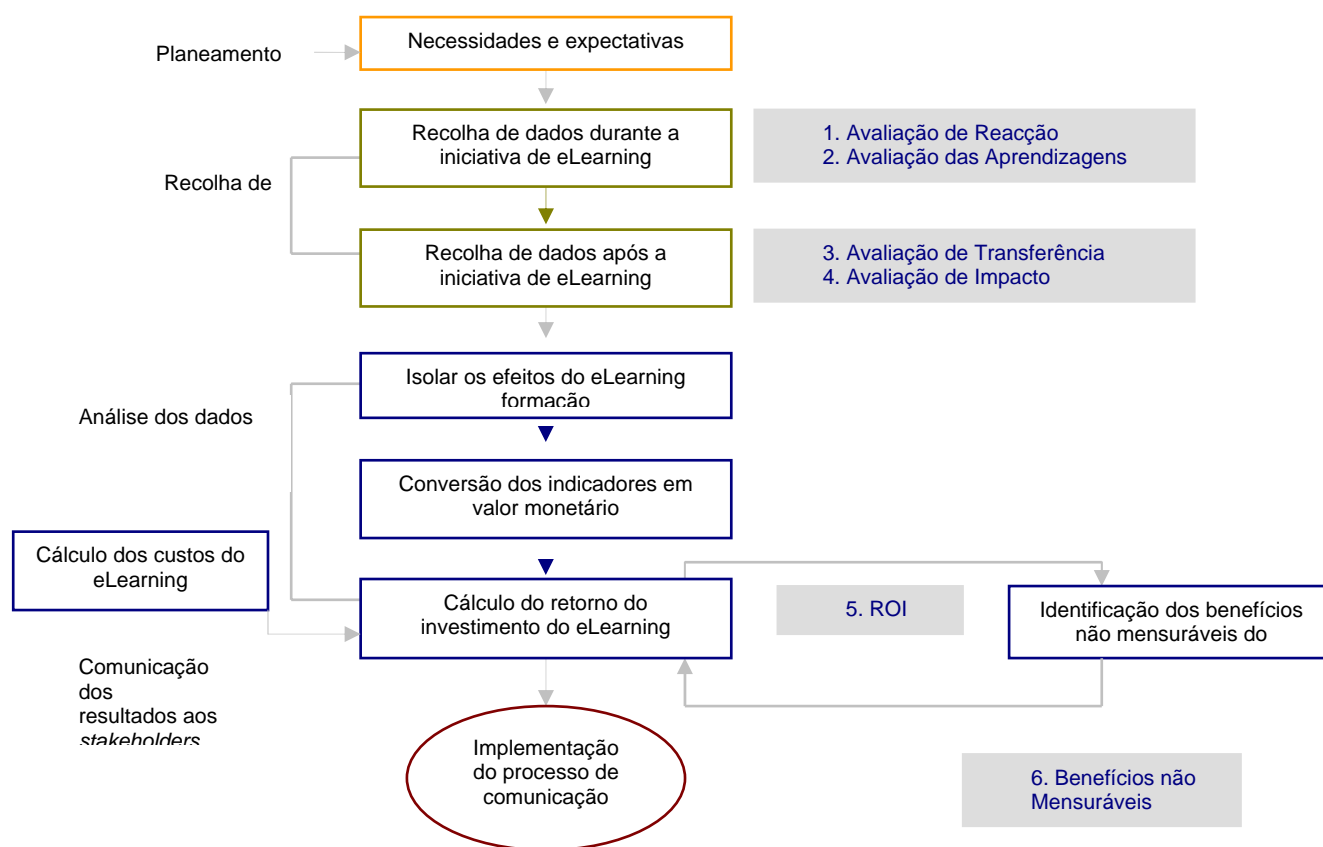 Planeamento
Necessidades e expectativas
Recolha de dados durante a
iniciativa de eLearning
1. Avaliação de Reacção
2. Avaliação das Aprendizagens
Recolha de
Recolha de dados após a
iniciativa de eLearning
3. Avaliação de Transferência
4. Avaliação de Impacto
Isolar os efeitos do eLearning
formação
Análise dos dados
Conversão dos indicadores em
valor monetário
Cálculo dos custos do
eLearning
Cálculo do retorno do
investimento do eLearning
5. ROI
Identificação dos benefícios
não mensuráveis do
Comunicação
dos
resultados aos
stakeholders
Implementação
do processo de
comunicação
6. Benefícios não
Mensuráveis